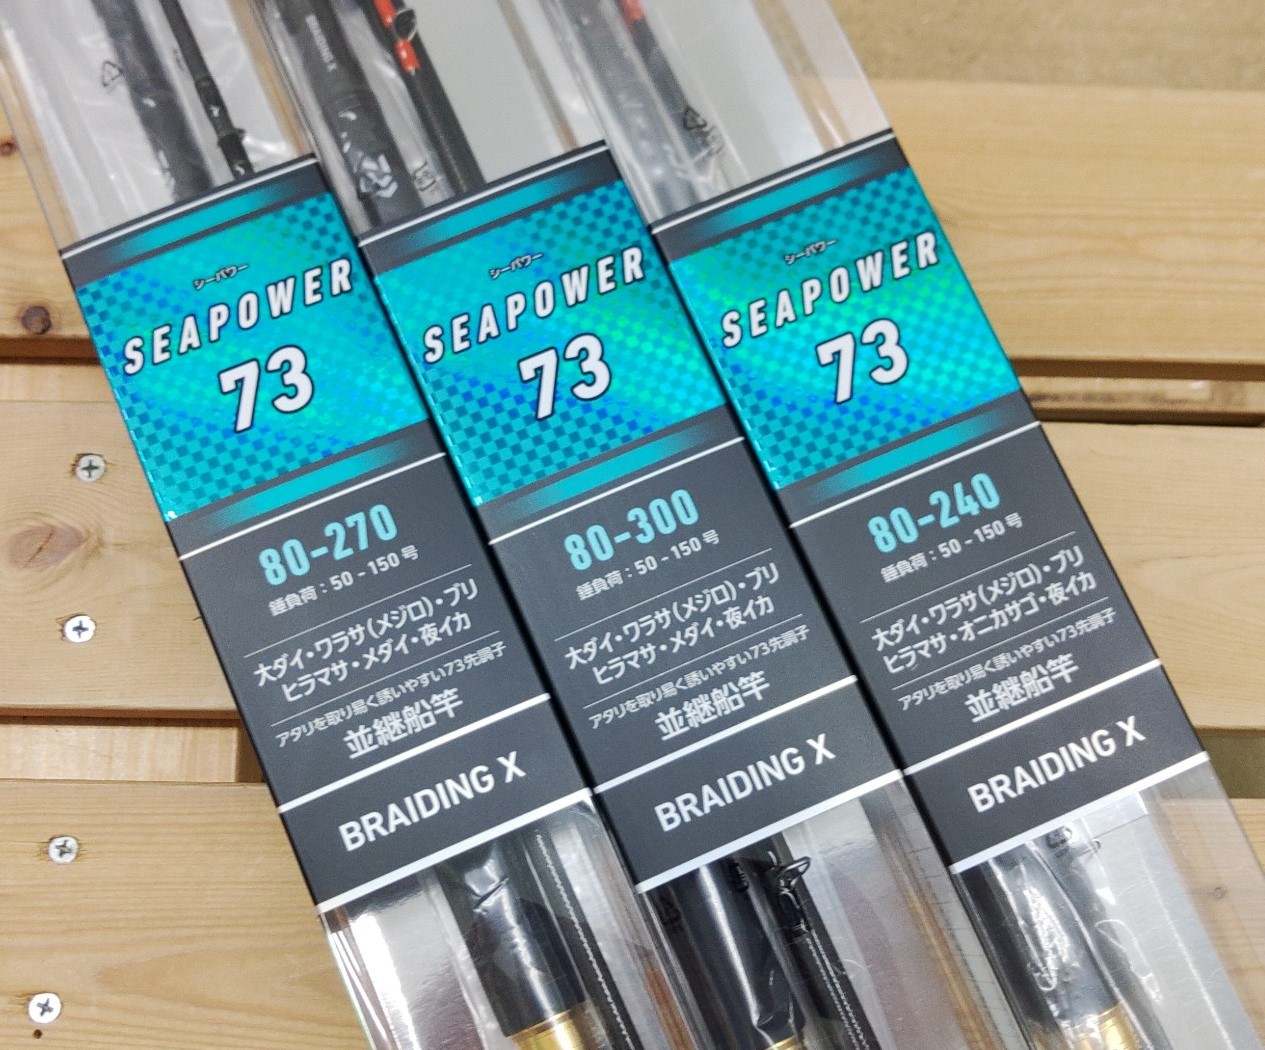 シーパワー
SEAPOWER
73
80-270
錘負荷:50-150号
大ダイ・ワラサ(メジロ)・ブリ
ヒラマサ・メダイ・夜イカ
アタリを取り易く誘いやすい73先調子
並継船竿
BRAIDING X
シーパワー
SEAPOWER
73
80-300
錘負荷:50-150号
大ダイ・ワラサ(メジロ)・ブリ
ヒラマサ・メダイ・夜イカ
アタリを取り易く誘いやすい73先調子
並継船竿
BRAIDING X
シーパワー
SEAPOWER
73
80-240
錘負荷:50-150号
大ダイ・ワラサ(メジロ)・ブリ
ヒラマサ・オニカサゴ・夜イカ
アタリを取り易く誘いやすい73先調子
並継船竿
BRAIDING X